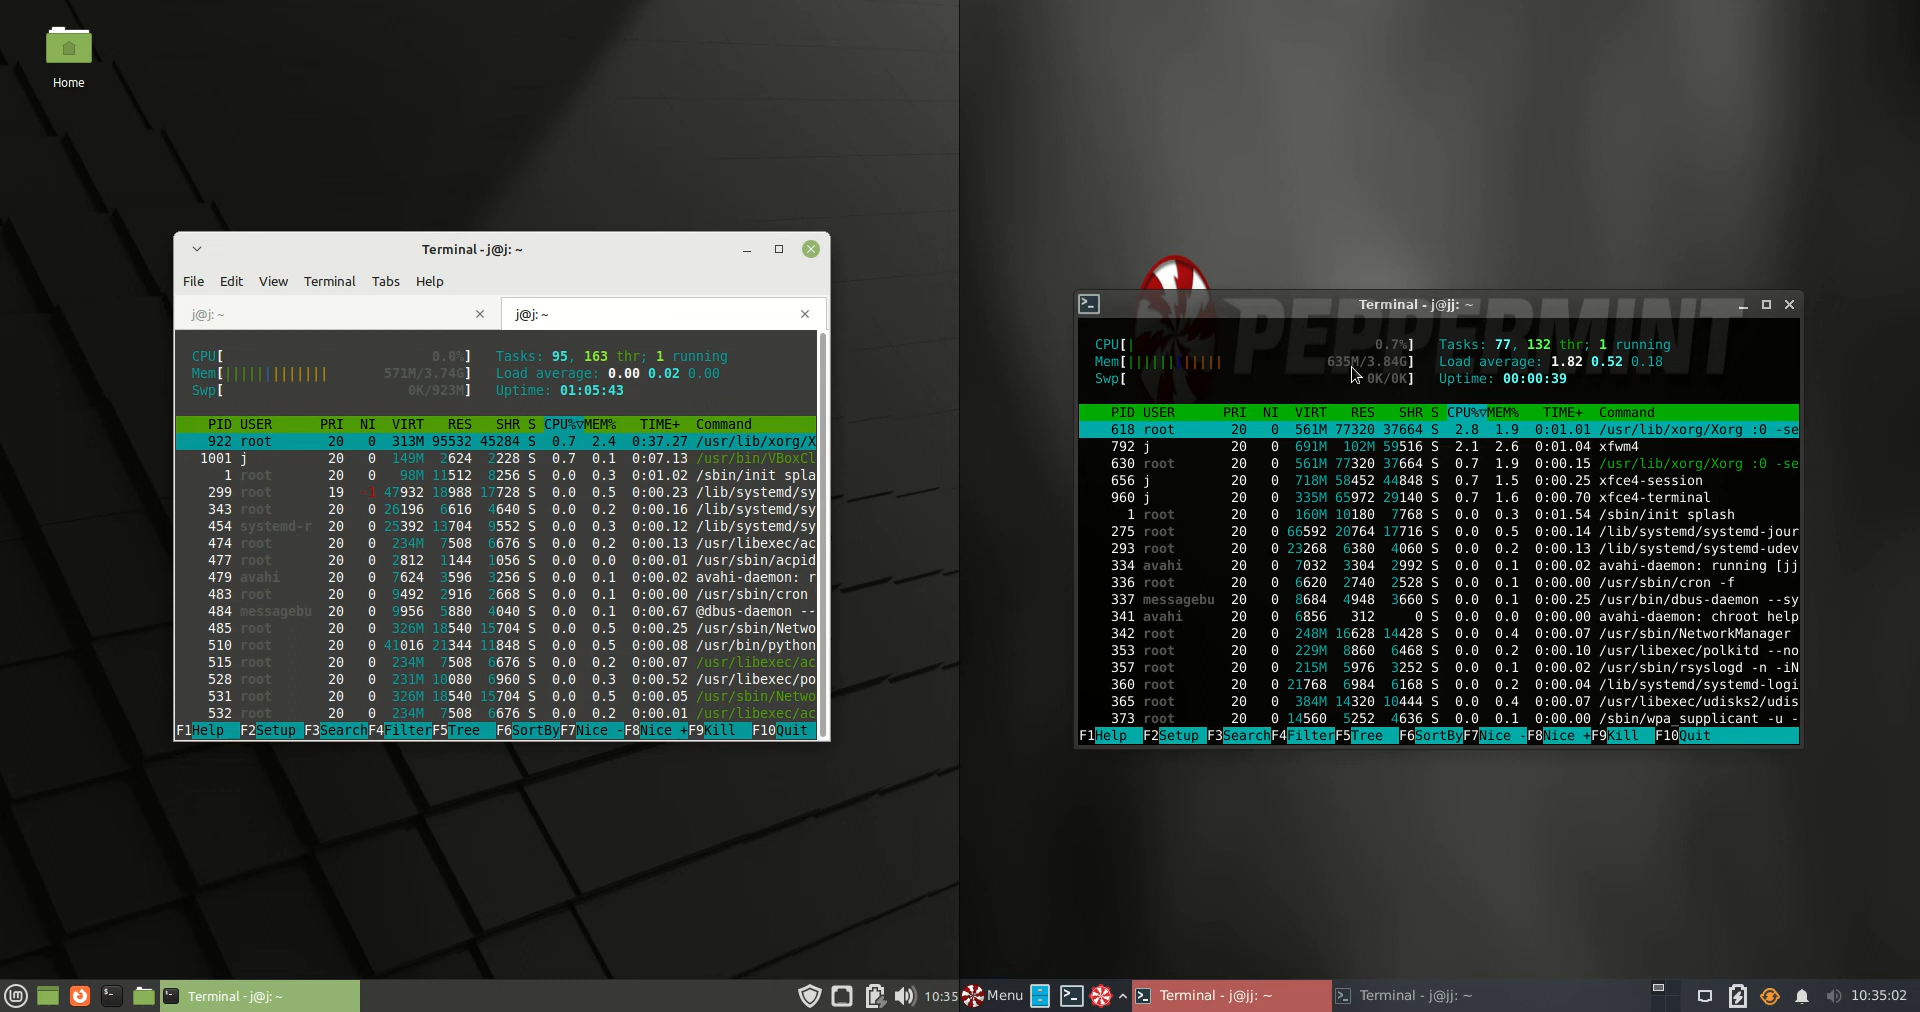 Home
Terminal - j@j: ~
File Edit View Terminal Tabs Help
j@j: ~
j@j: ~
CPU[ 0.0%] Tasks: 95, 163 thr; 1 running
Mem[|||||||||||||| 571M/3.74G] Load average: 0.00 0.02 0.00
Swp[ 0K/923M] Uptime: 01:05:43
PID USER PRI NI VIRT RES SHR S CPU%▽MEM% TIME+ Command
922 root 20 0 313M 95532 45284 S 0.7 2.4 0:37.27 /usr/lib/xorg/X
1001 j 20 0 149M 2624 2228 S 0.7 0.1 0:07.13 /usr/bin/VBoxCl
1 root 20 0 98M 11512 8256 S 0.0 0.3 0:01.02 /sbin/init spla
299 root 19 -1 47932 18988 17728 S 0.0 0.5 0:00.23 /lib/systemd/sy
343 root 20 0 26196 6616 4640 S 0.0 0.2 0:00.16 /lib/systemd/sy
454 systemd-r 20 0 25392 13704 9552 S 0.0 0.3 0:00.12 /lib/systemd/sy
474 root 20 0 234M 7508 6676 S 0.0 0.2 0:00.13 /usr/libexec/ac
477 root 20 0 2812 1144 1056 S 0.0 0.0 0:00.01 /usr/sbin/acpid
479 avahi 20 0 7624 3596 3256 S 0.0 0.1 0:00.02 avahi-daemon: r
483 root 20 0 9492 2916 2668 S 0.0 0.1 0:00.00 /usr/sbin/cron
484 messagebu 20 0 9956 5880 4040 S 0.0 0.1 0:00.67 @dbus-daemon --
485 root 20 0 326M 18540 15704 S 0.0 0.5 0:00.25 /usr/sbin/Netwo
510 root 20 0 41016 21344 11848 S 0.0 0.5 0:00.08 /usr/bin/python
515 root 20 0 234M 7508 6676 S 0.0 0.2 0:00.07 /usr/libexec/ac
528 root 20 0 231M 10080 6960 S 0.0 0.3 0:00.52 /usr/libexec/po
531 root 20 0 326M 18540 15704 S 0.0 0.5 0:00.05 /usr/sbin/Netwo
532 root 20 0 234M 7508 6676 S 0.0 0.2 0:00.01 /usr/libexec/ac
F1Help F2Setup F3SearchF4FilterF5Tree F6SortByF7Nice -F8Nice +F9Kill F10Quit
Terminal - j@j: ~
10:35
PEPPERMINT
Terminal - j@jj: ~
CPU[| 0.7%] Tasks: 77, 132 thr; 1 running
Mem[|||||||||||| 635M/3.84G] Load average: 1.82 0.52 0.18
Swp[ 0K/0K] Uptime: 00:00:39
PID USER PRI NI VIRT RES SHR S CPU%▽MEM% TIME+ Command
618 root 20 0 561M 77320 37664 S 2.8 1.9 0:01.01 /usr/lib/xorg/Xorg :0 -se
792 j 20 0 691M 102M 59516 S 2.1 2.6 0:01.04 xfwm4
630 root 20 0 561M 77320 37664 S 0.7 1.9 0:00.15 /usr/lib/xorg/Xorg :0 -se
656 j 20 0 718M 58452 44848 S 0.7 1.5 0:00.25 xfce4-session
960 j 20 0 335M 65972 29140 S 0.7 1.6 0:00.70 xfce4-terminal
1 root 20 0 160M 10180 7768 S 0.0 0.3 0:01.54 /sbin/init splash
275 root 20 0 66592 20764 17716 S 0.0 0.5 0:00.14 /lib/systemd/systemd-jour
293 root 20 0 23268 6380 4060 S 0.0 0.2 0:00.13 /lib/systemd/systemd-udev
334 avahi 20 0 7032 3304 2992 S 0.0 0.1 0:00.02 avahi-daemon: running [jj
336 root 20 0 6620 2740 2528 S 0.0 0.1 0:00.00 /usr/sbin/cron -f
337 messagebu 20 0 8684 4948 3660 S 0.0 0.1 0:00.25 /usr/bin/dbus-daemon --sy
341 avahi 20 0 6856 312 0 S 0.0 0.0 0:00.00 avahi-daemon: chroot help
342 root 20 0 248M 16628 14428 S 0.0 0.4 0:00.07 /usr/sbin/NetworkManager
353 root 20 0 229M 8860 6468 S 0.0 0.2 0:00.10 /usr/libexec/polkitd --no
357 root 20 0 215M 5976 3252 S 0.0 0.1 0:00.02 /usr/sbin/rsyslogd -n -iN
360 root 20 0 21768 6984 6168 S 0.0 0.2 0:00.04 /lib/systemd/systemd-logi
365 root 20 0 384M 14320 10444 S 0.0 0.4 0:00.07 /usr/libexec/udisks2/udis
373 root 20 0 14560 5252 4636 S 0.0 0.1 0:00.00 /sbin/wpa_supplicant -u -
F1Help F2Setup F3SearchF4FilterF5Tree F6SortByF7Nice -F8Nice +F9Kill F10Quit
Menu
Terminal - j@jj: ~
Terminal - j@jj: ~
10:35:02